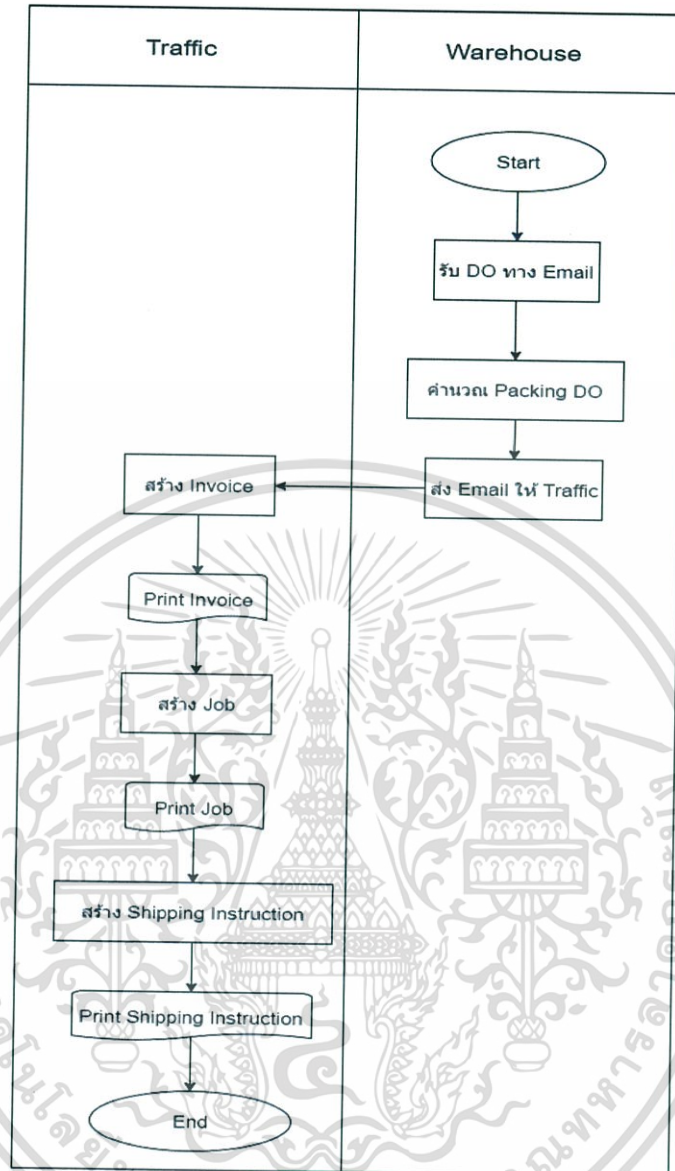 Traffic
Warehouse
Start
รับ DO ทาง Email
คำนวณ Packing DO
ส่ง Email ให้ Traffic
สร้าง Invoice
Print Invoice
สร้าง Job
Print Job
สร้าง Shipping Instruction
Print Shipping Instruction
End